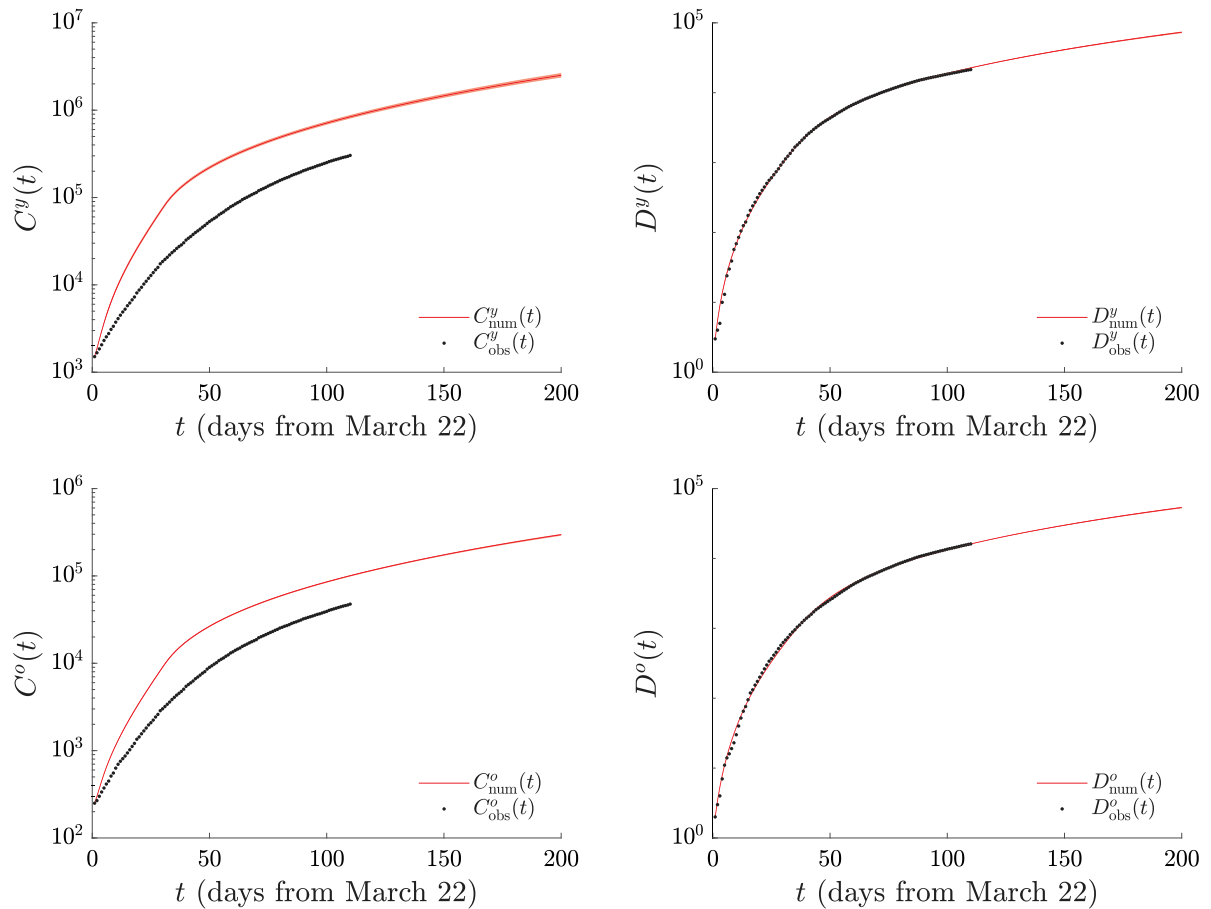 10^7
10^6
10^5
10^4
10^3
C^y(t)
C^y_num(t)
C^y_obs(t)
0 50 100 150 200
t (days from March 22)
10^5
10^0
D^y(t)
D^y_num(t)
D^y_obs(t)
0 50 100 150 200
t (days from March 22)
10^6
10^5
10^4
10^3
10^2
C^o(t)
C^o_num(t)
C^o_obs(t)
0 50 100 150 200
t (days from March 22)
10^5
10^0
D^o(t)
D^o_num(t)
D^o_obs(t)
0 50 100 150 200
t (days from March 22)